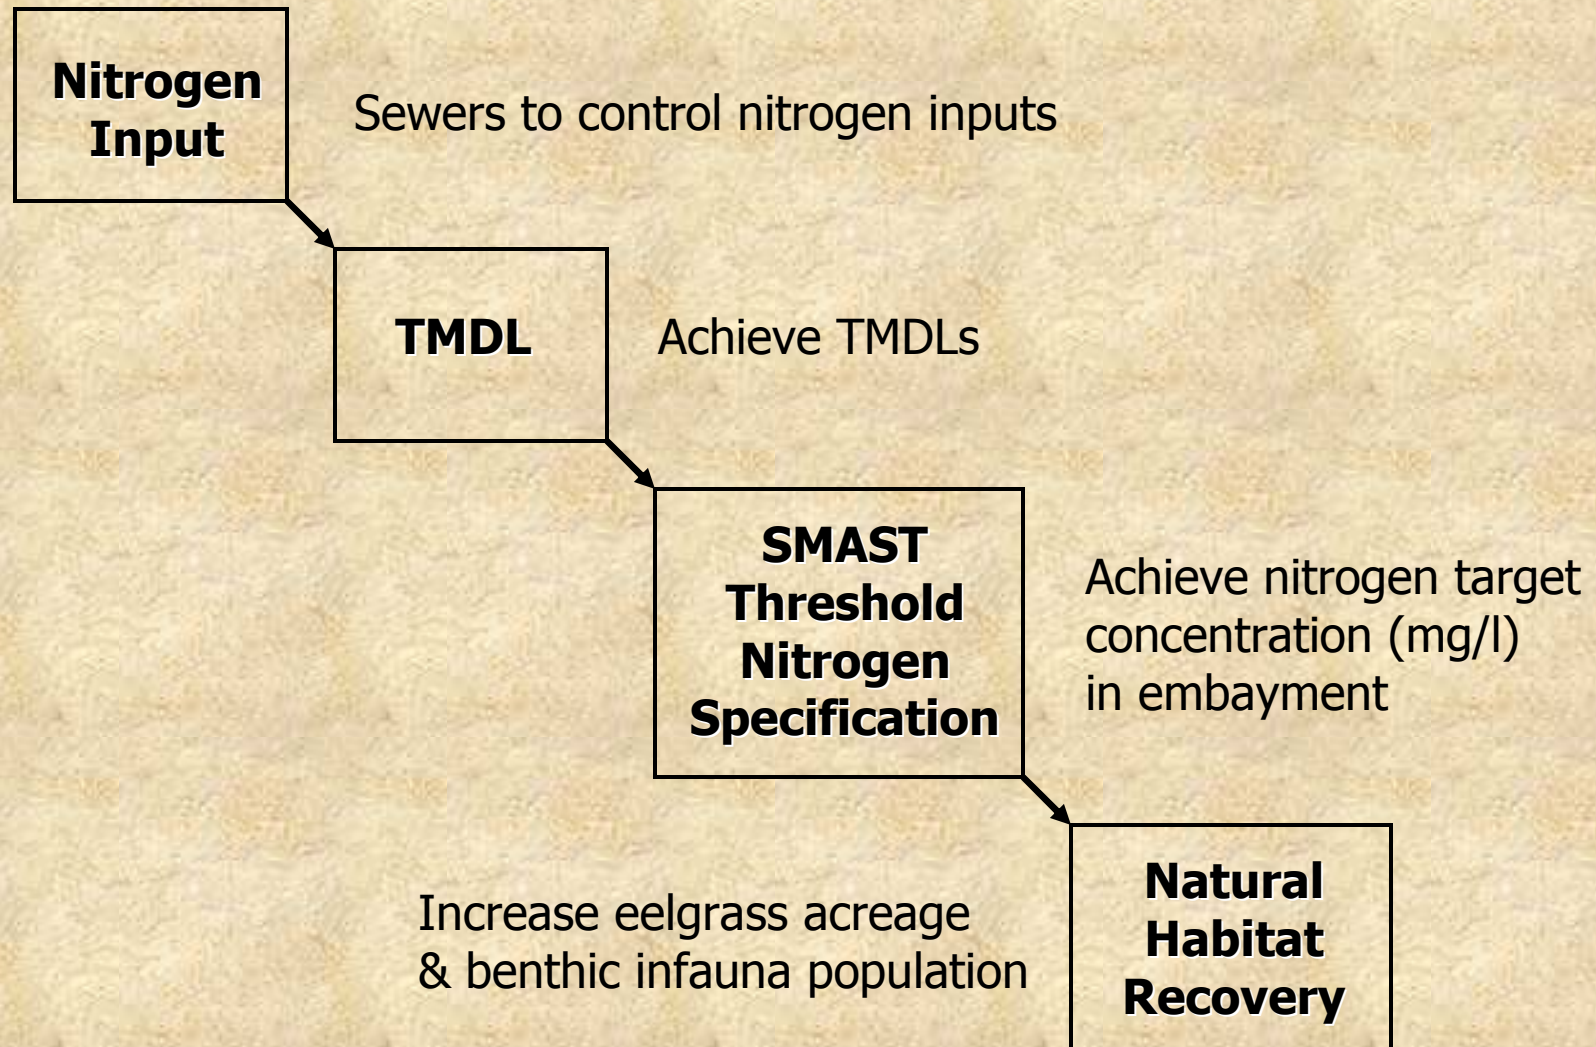 Nitrogen
Input
Sewers to control nitrogen inputs
TMDL
Achieve TMDLs
SMAST
Threshold
Nitrogen
Specification
Achieve nitrogen target
concentration (mg/l)
in embayment
Increase eelgrass acreage
& benthic infauna population
Natural
Habitat
Recovery